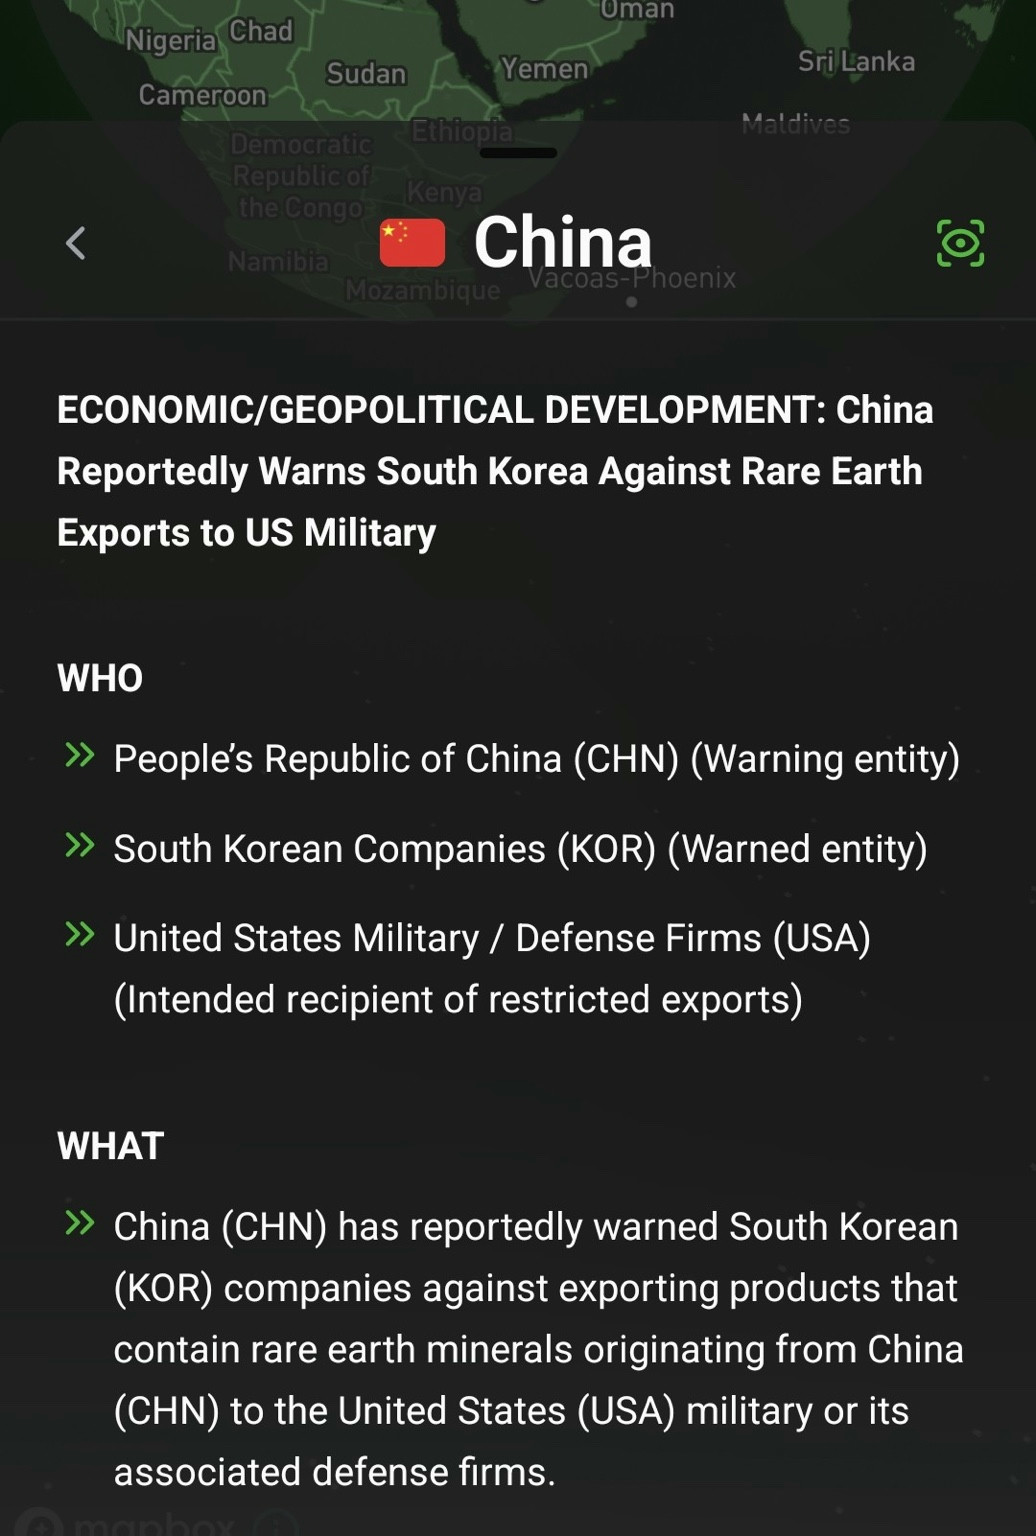 Oman
Nigeria Chad
Sri Lanka
Sudan
Yemen
Cameroon
Maldives
Ethiopia
Democratic
Republic of
the Congo
Kenya
China
Namibia
Vacoas-Phoenix
Mozambique
ECONOMIC/GEOPOLITICAL DEVELOPMENT: China
Reportedly Warns South Korea Against Rare Earth
Exports to US Military
WHO
People’s Republic of China (CHN) (Warning entity)
South Korean Companies (KOR) (Warned entity)
United States Military / Defense Firms (USA)
(Intended recipient of restricted exports)
WHAT
China (CHN) has reportedly warned South Korean
(KOR) companies against exporting products that
contain rare earth minerals originating from China
(CHN) to the United States (USA) military or its
associated defense firms.
mapbox